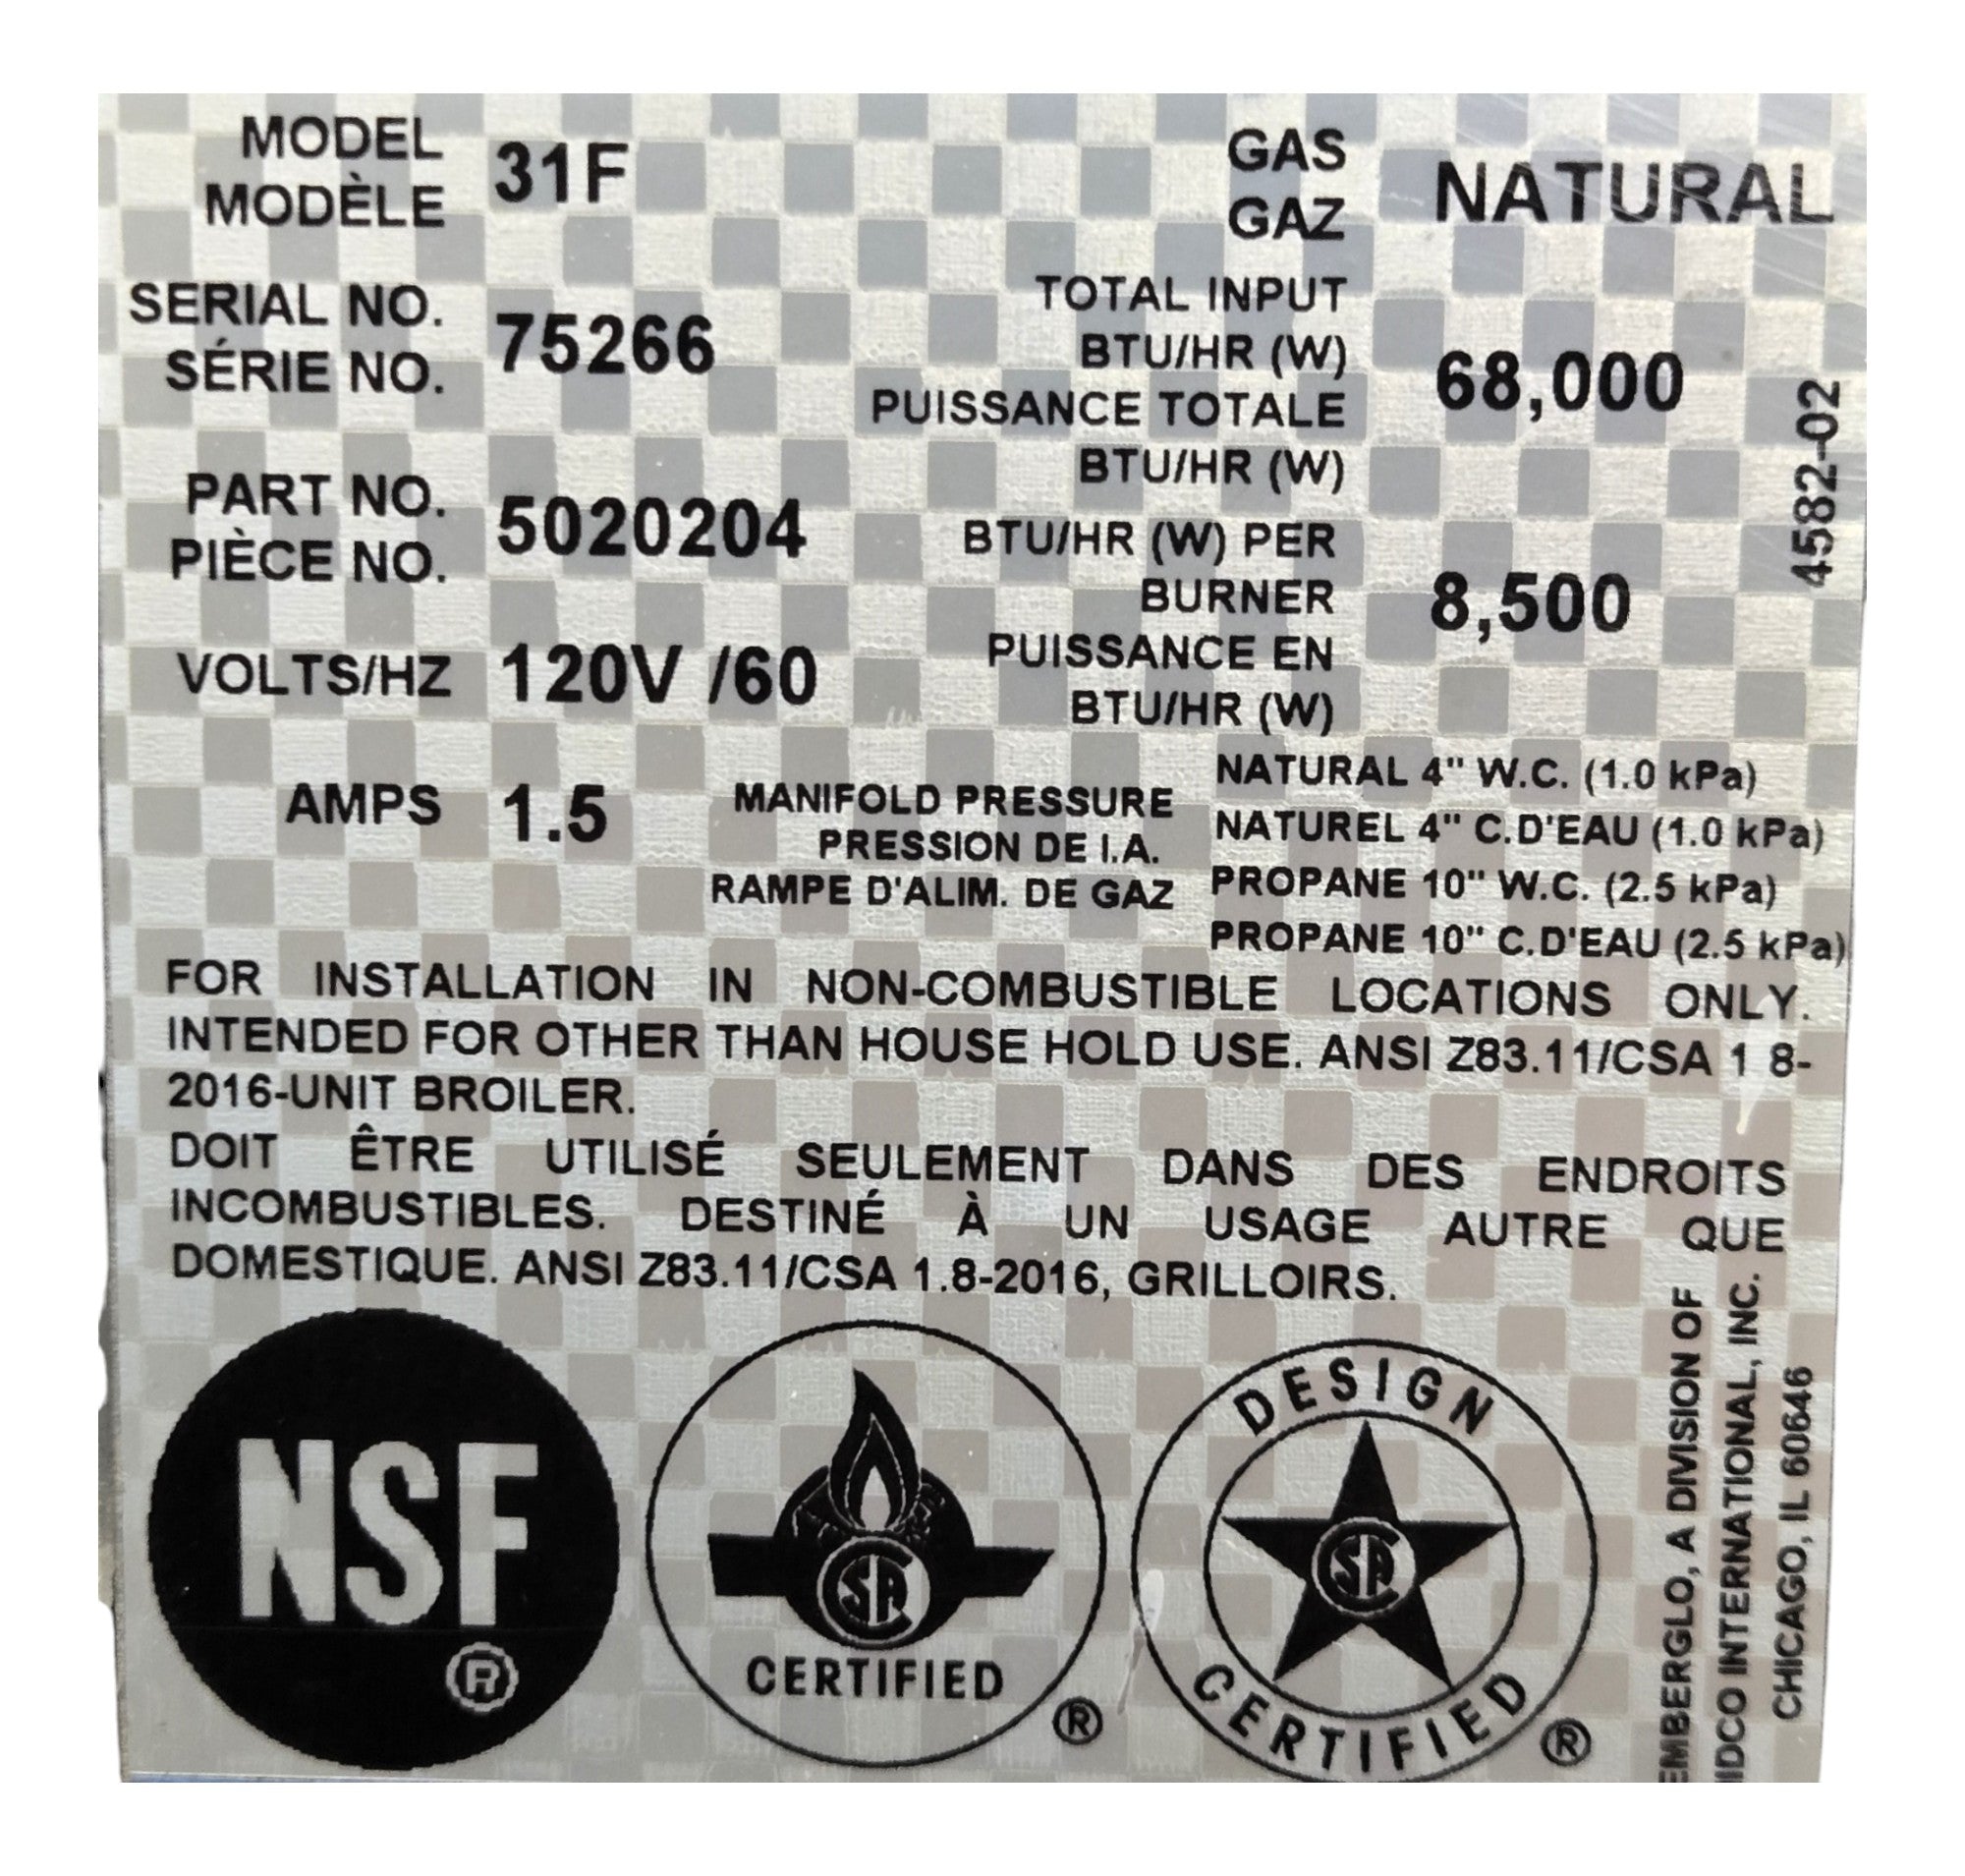 MODEL
MODÈLE
31F
SERIAL NO.
SÉRIE NO.
75266
PART NO.
PIÈCE NO.
5020204
VOLTS/HZ 120V /60
AMPS 1.5
GAS
GAZ
NATURAL
TOTAL INPUT
BTU/HR (W)
PUISSANCE TOTALE
BTU/HR (W)
68,000
BTU/HR (W) PER
BURNER
PUISSANCE EN
BTU/HR (W)
8,500
4582-02
MANIFOLD PRESSURE
PRESSION DE I.A.
RAMPE D'ALIM. DE GAZ
NATURAL 4" W.C. (1.0 kPa)
NATUREL 4" C.D'EAU (1.0 kPa)
PROPANE 10" W.C. (2.5 kPa)
PROPANE 10" C.D'EAU (2.5 kPa)
FOR INSTALLATION IN NON-COMBUSTIBLE LOCATIONS ONLY.
INTENDED FOR OTHER THAN HOUSE HOLD USE. ANSI Z83.11/CSA 1 8-
2016-UNIT BROILER.
DOIT ÊTRE UTILISÉ SEULEMENT DANS DES ENDROITS
INCOMBUSTIBLES. DESTINÉ À UN USAGE AUTRE QUE
DOMESTIQUE. ANSI Z83.11/CSA 1.8-2016, GRILLOIRS.
NSF
®
CSA
CERTIFIED
®
DESIGN
CSA
CERTIFIED
®
EMBERGLO, A DIVISION OF
IDCO INTERNATIONAL, INC.
CHICAGO, IL 60646